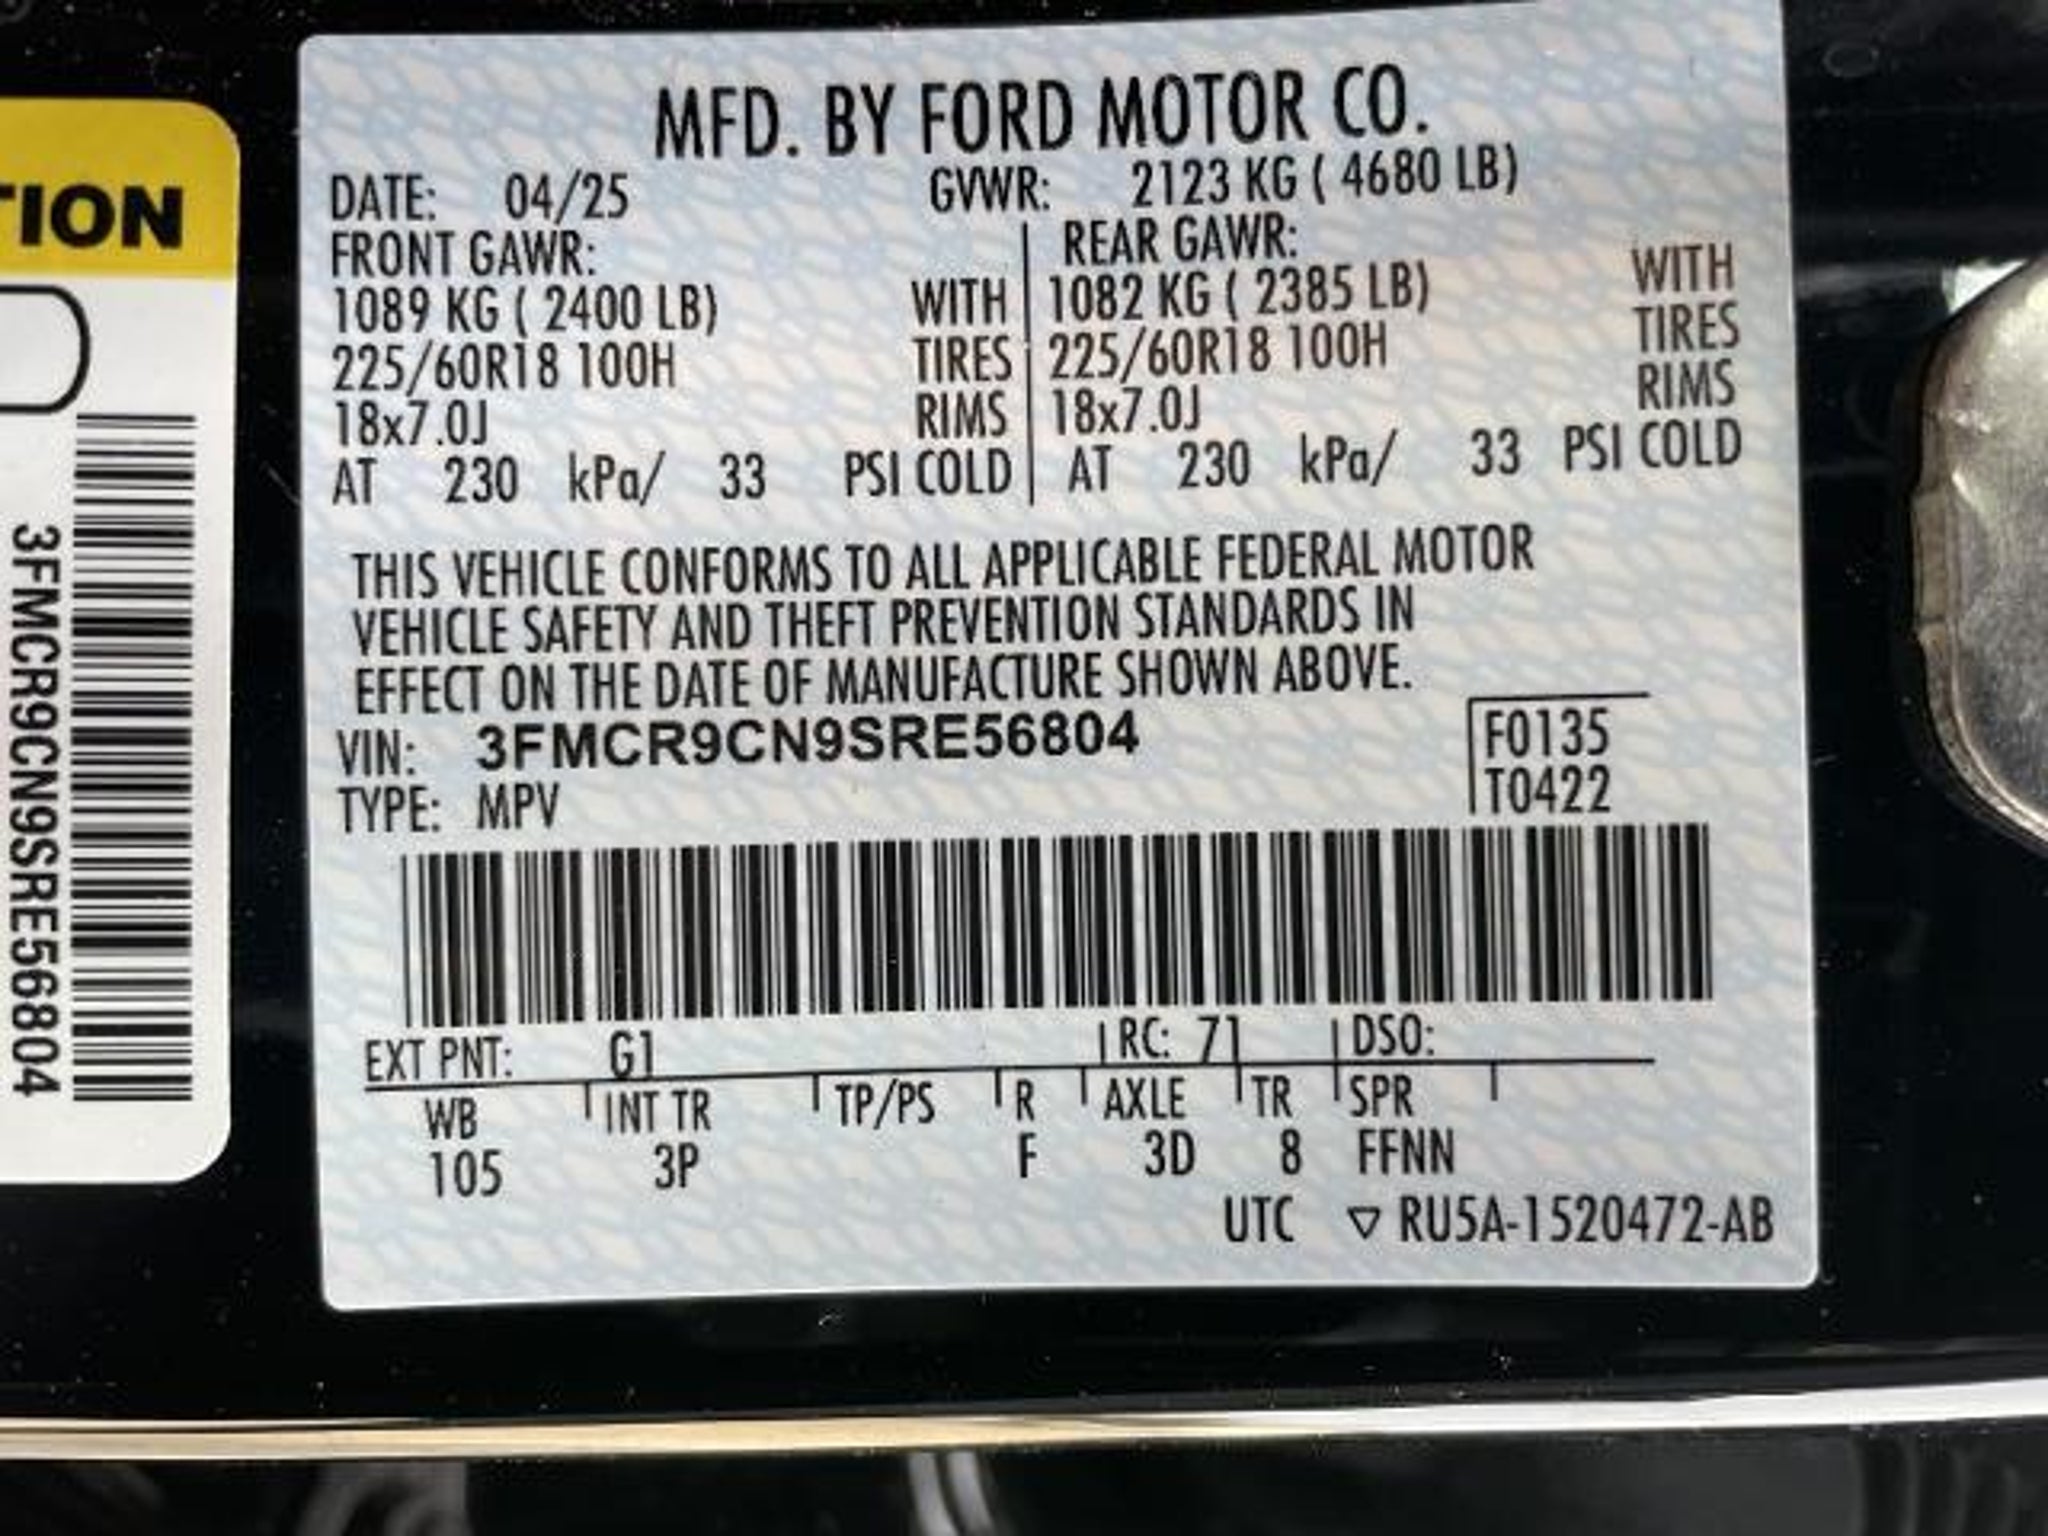 TION
3FMCR9CN9SRE56804
MFD. BY FORD MOTOR CO.
DATE: 04/25 GVWR: 2123 KG ( 4680 LB)
FRONT GAWR: REAR GAWR:
1089 KG ( 2400 LB) WITH 1082 KG ( 2385 LB) WITH
225/60R18 100H TIRES 225/60R18 100H TIRES
18x7.0J RIMS 18x7.0J RIMS
AT 230 kPa/ 33 PSI COLD AT 230 kPa/ 33 PSI COLD
THIS VEHICLE CONFORMS TO ALL APPLICABLE FEDERAL MOTOR
VEHICLE SAFETY AND THEFT PREVENTION STANDARDS IN
EFFECT ON THE DATE OF MANUFACTURE SHOWN ABOVE.
VIN: 3FMCR9CN9SRE56804 F0135
TYPE: MPV T0422
EXT PNT: G1 RC: 71 DSO:
WB INT TR TP/PS R AXLE TR SPR
105 3P F 3D 8 FFNN
UTC ▽ RU5A-1520472-AB